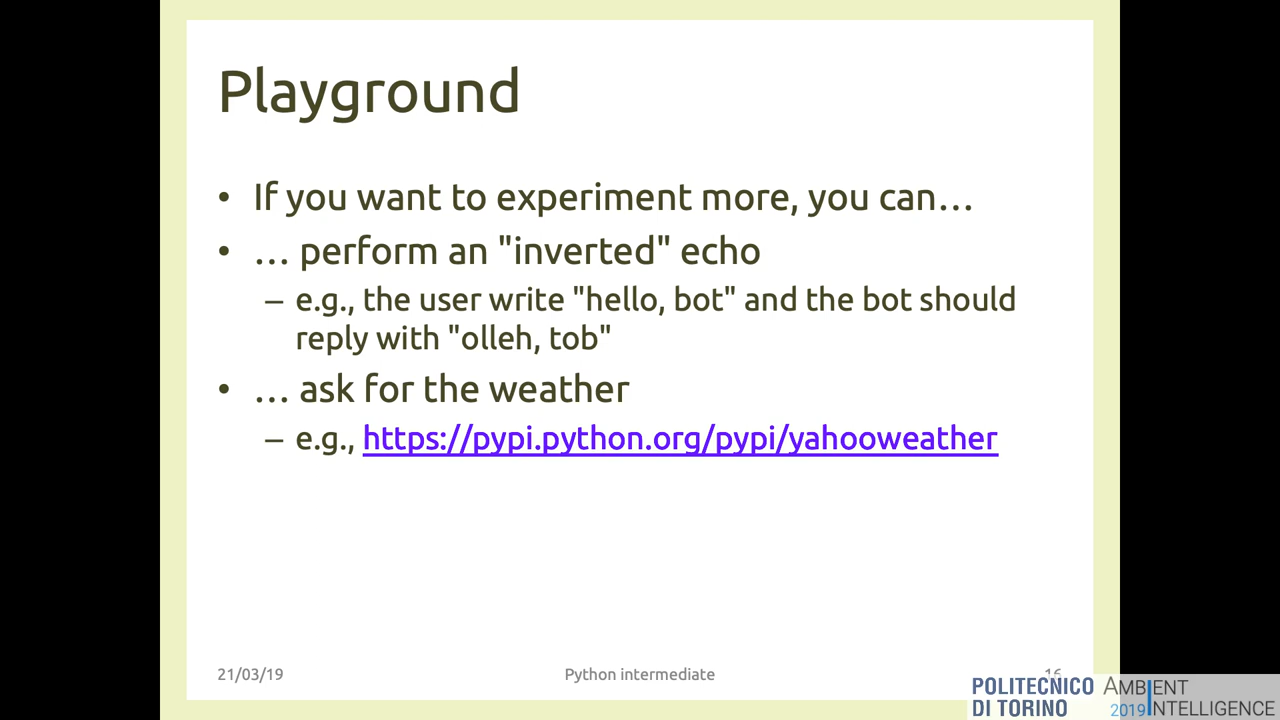 Playground
• If you want to experiment more, you can…
• … perform an "inverted" echo
– e.g., the user write "hello, bot" and the bot should
reply with "olleh, tob"
• … ask for the weather
– e.g., https://pypi.python.org/pypi/yahooweather
21/03/19
Python intermediate
16
POLITECNICO
DI TORINO
AMBIENT
2019 INTELLIGENCE